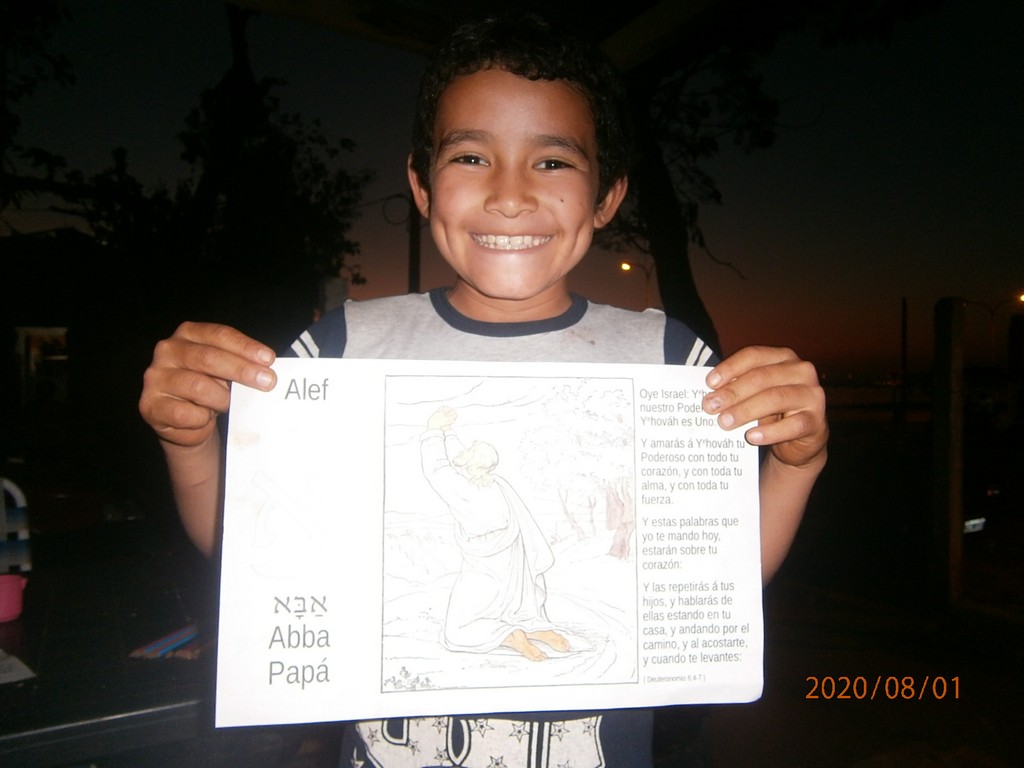 Alef
אַבָּא
Abba
Papá
Oye Israel:
nuestro
Yᵉhováh es Uno.
Y amarás á Yᵉhováh tu
Poderoso con todo tu
corazón, y con toda tu
alma, y con toda tu
fuerza.
Y estas palabras que
yo te mando hoy,
estarán sobre tu
corazón:
Y las repetirás á tus
hijos, y hablarás de
ellas estando en tu
casa, y andando por el
camino, y al acostarte,
y cuando te levantes:
( Deuteronomio 6:4-7 )
2020/08/01